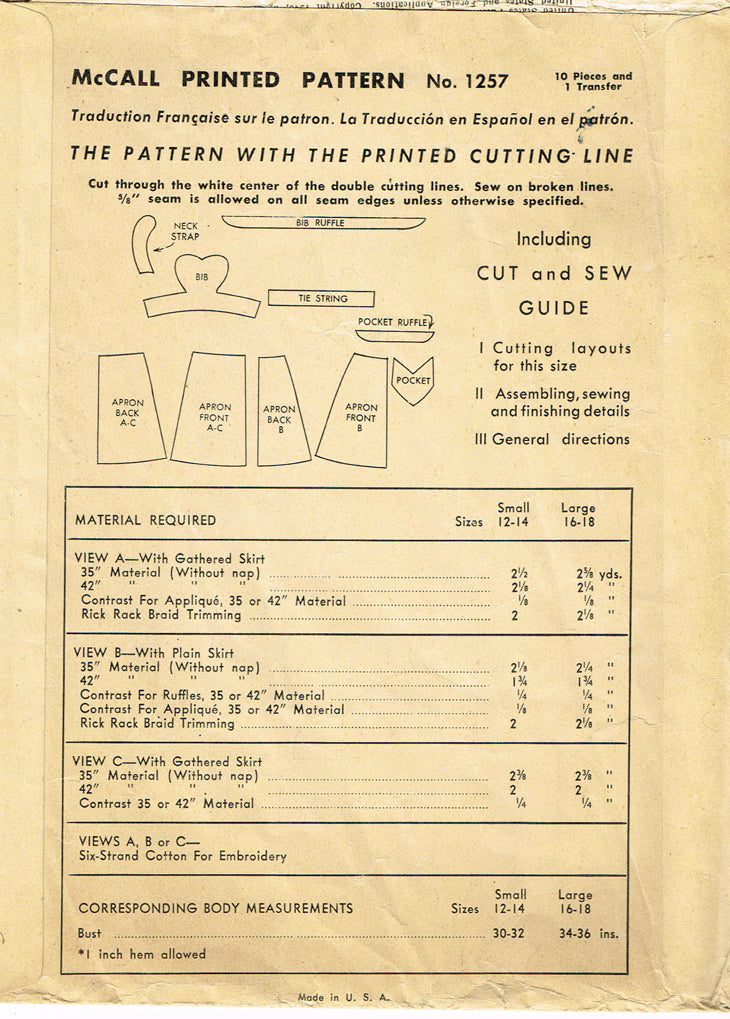 United States and Foreign Applications. Copyright
McCALL PRINTED PATTERN No. 1257
10 Pieces and
1 Transfer
Traduction Française sur le patron. La Traducción en Español en el patrón.
THE PATTERN WITH THE PRINTED CUTTING LINE
Cut through the white center of the double cutting lines. Sew on broken lines.
5/8" seam is allowed on all seam edges unless otherwise specified.
NECK
STRAP
BIB RUFFLE
BIB
TIE STRING
POCKET RUFFLE
POCKET
APRON
BACK
A-C
APRON
FRONT
A-C
APRON
BACK
B
APRON
FRONT
B
Including
CUT and SEW
GUIDE
I Cutting layouts
for this size
II Assembling, sewing
and finishing details
III General directions
Small Large
MATERIAL REQUIRED Sizes 12-14 16-18
VIEW A—With Gathered Skirt
35" Material (Without nap) 2½ 2⅝ yds.
42" " " " 2⅛ 2¼ "
Contrast For Appliqué, 35 or 42" Material ⅛ ⅛ "
Rick Rack Braid Trimming 2 2⅛ "
VIEW B—With Plain Skirt
35" Material (Without nap) 2⅛ 2¼ "
42" " " " 1¾ 1¾ "
Contrast For Ruffles, 35 or 42" Material ¼ ¼ "
Contrast For Appliqué, 35 or 42" Material ⅛ ⅛ "
Rick Rack Braid Trimming 2 2⅛ "
VIEW C—With Gathered Skirt
35" Material (Without nap) 2⅜ 2⅜ "
42" " " " 2 2 "
Contrast 35 or 42" Material ¼ ¼ "
VIEWS A, B or C—
Six-Strand Cotton For Embroidery
Small Large
CORRESPONDING BODY MEASUREMENTS Sizes 12-14 16-18
Bust 30-32 34-36 ins.
*1 inch hem allowed
Made in U. S. A.